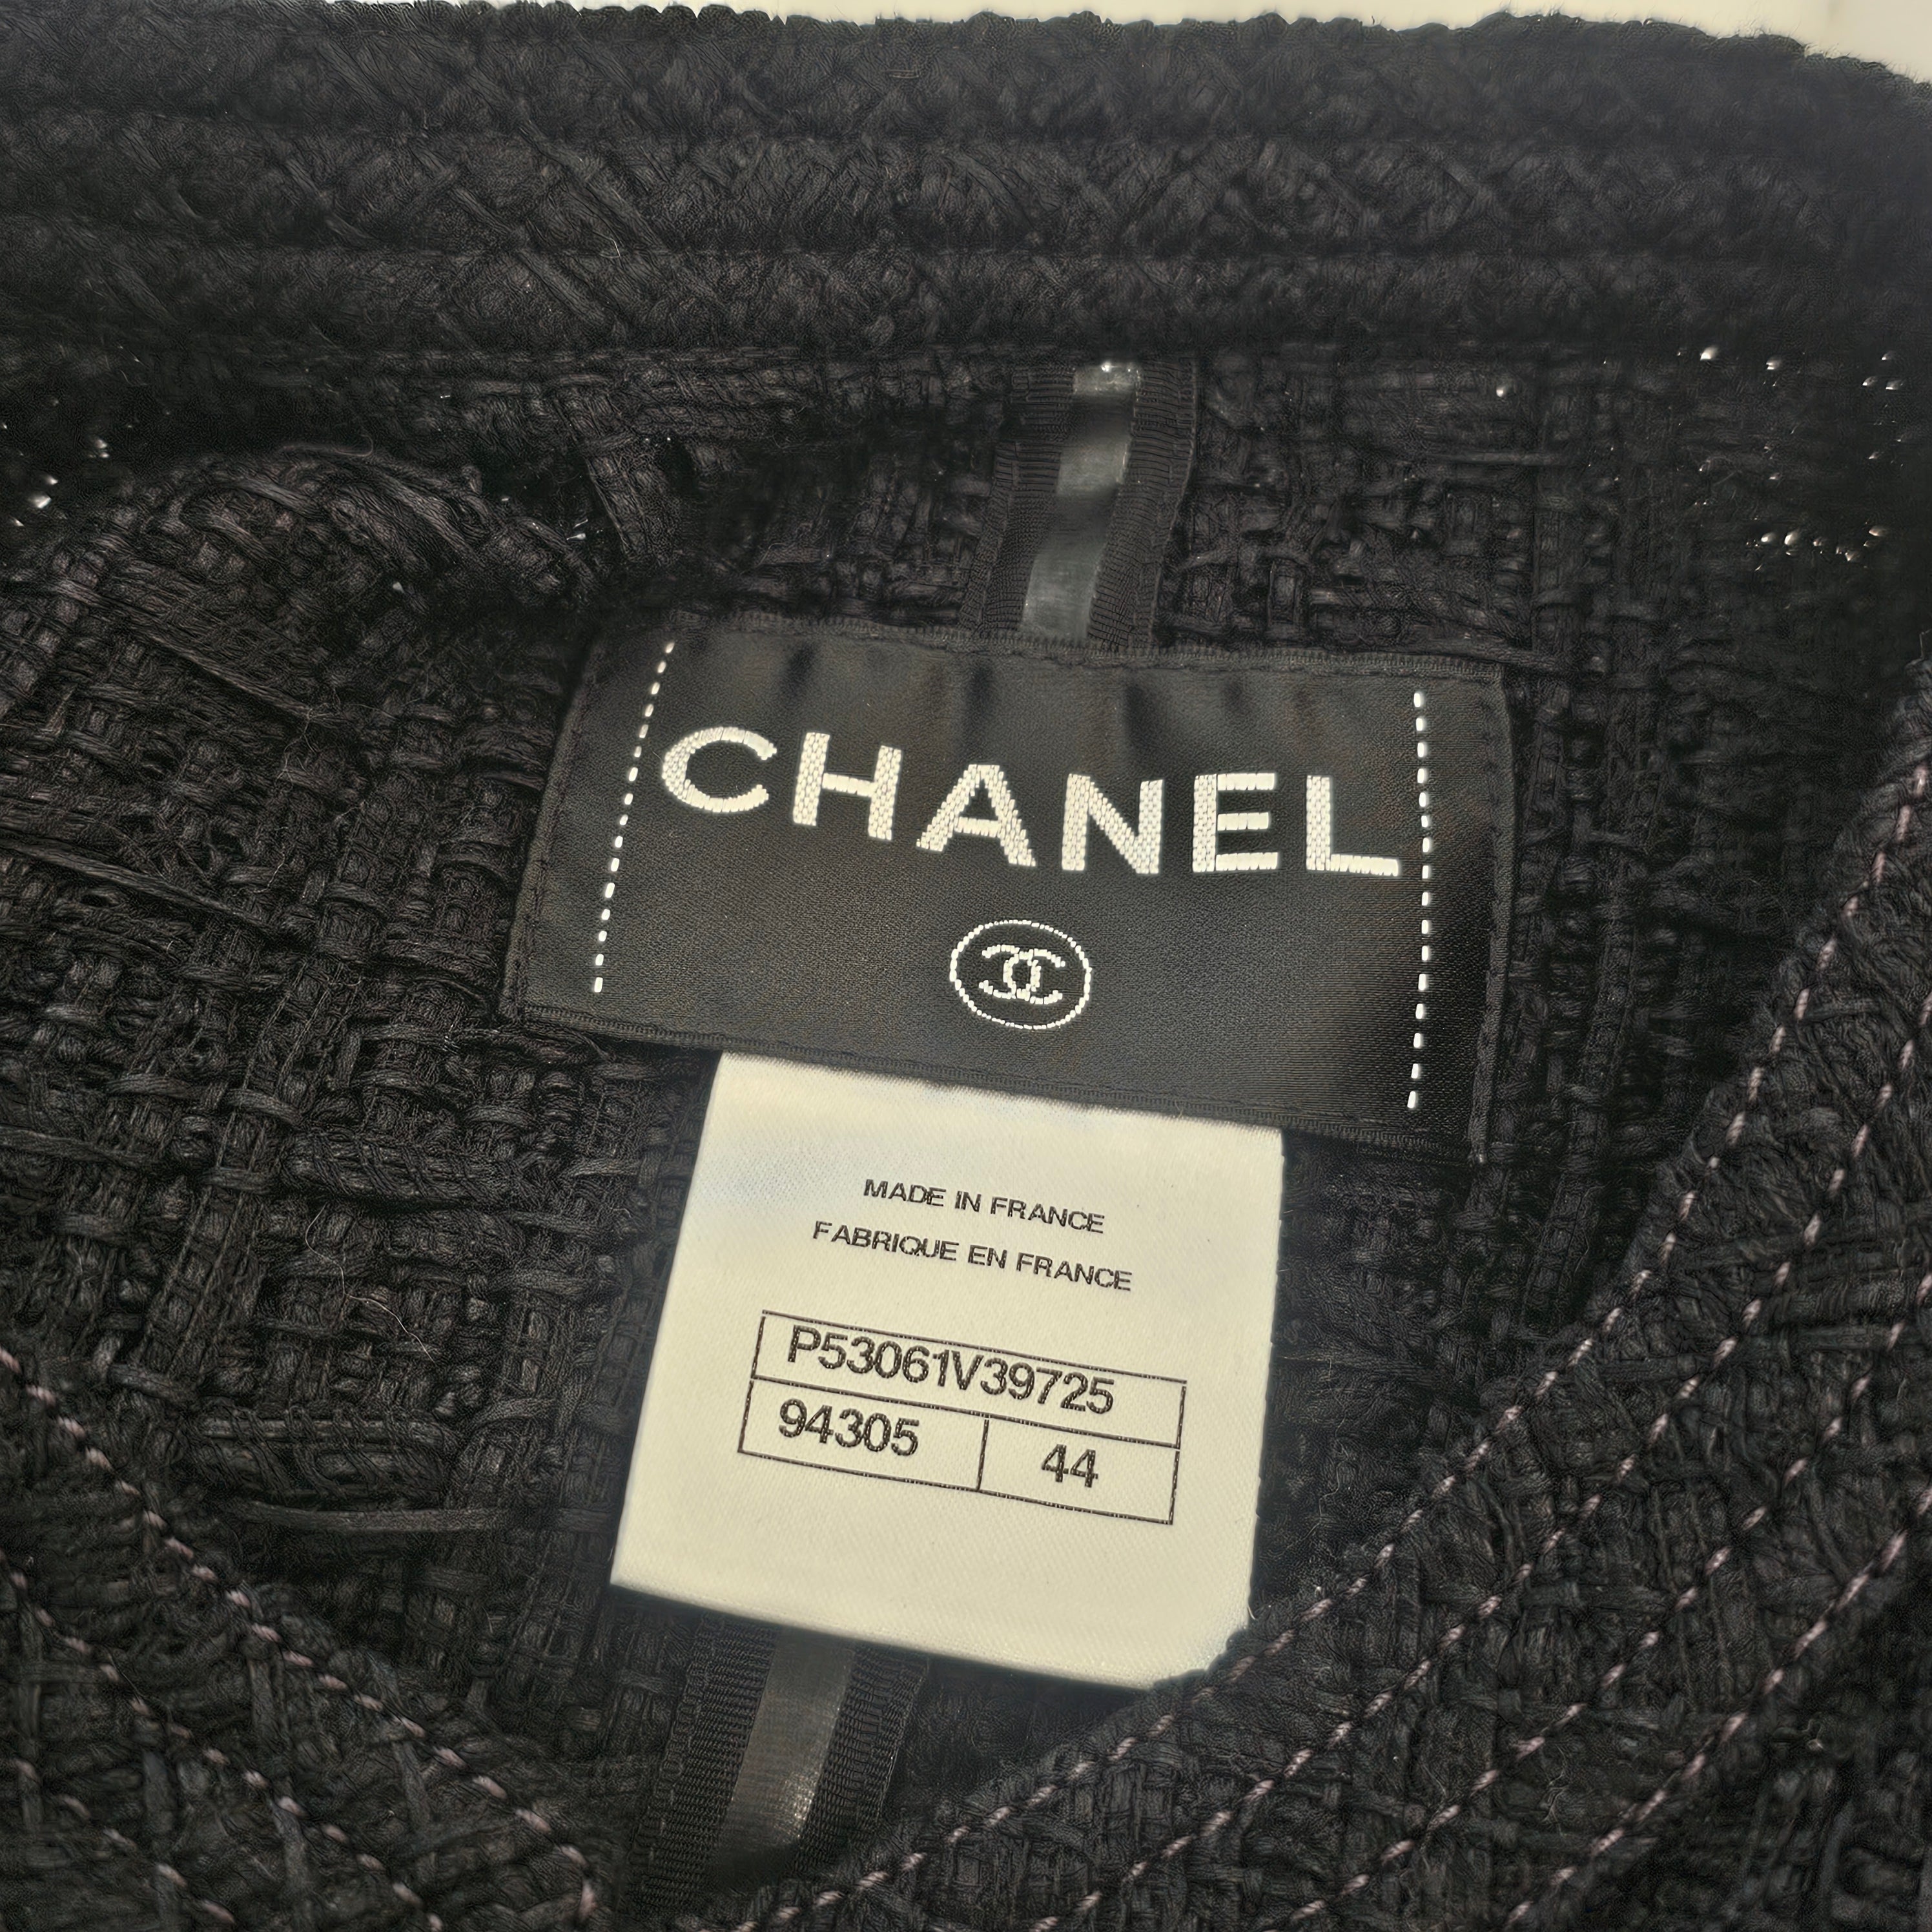 CHANEL
MADE IN FRANCE
FABRIQUE EN FRANCE
P53061V39725
94305 44